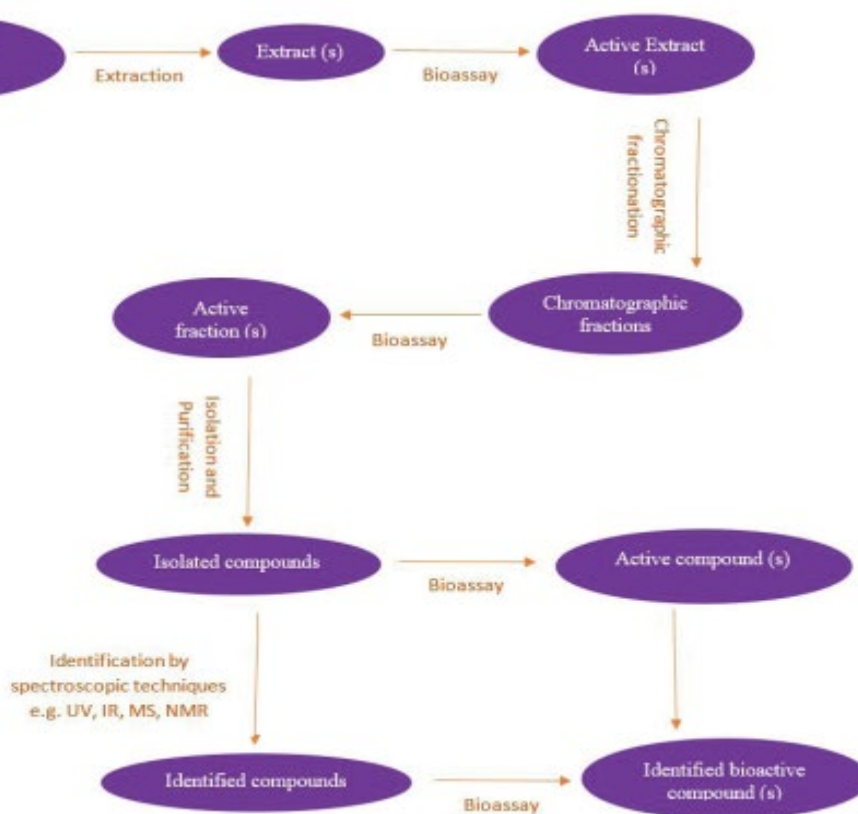 Extraction
Extract (s)
Bioassay
Active Extract
(s)
Chromatographic
fractionation
Chromatographic
fractions
Bioassay
Active
fraction (s)
Isolation and
Purification
Isolated compounds
Bioassay
Active compound (s)
Identification by
spectroscopic techniques
e.g. UV, IR, MS, NMR
Identified compounds
Bioassay
Identified bioactive
compound (s)